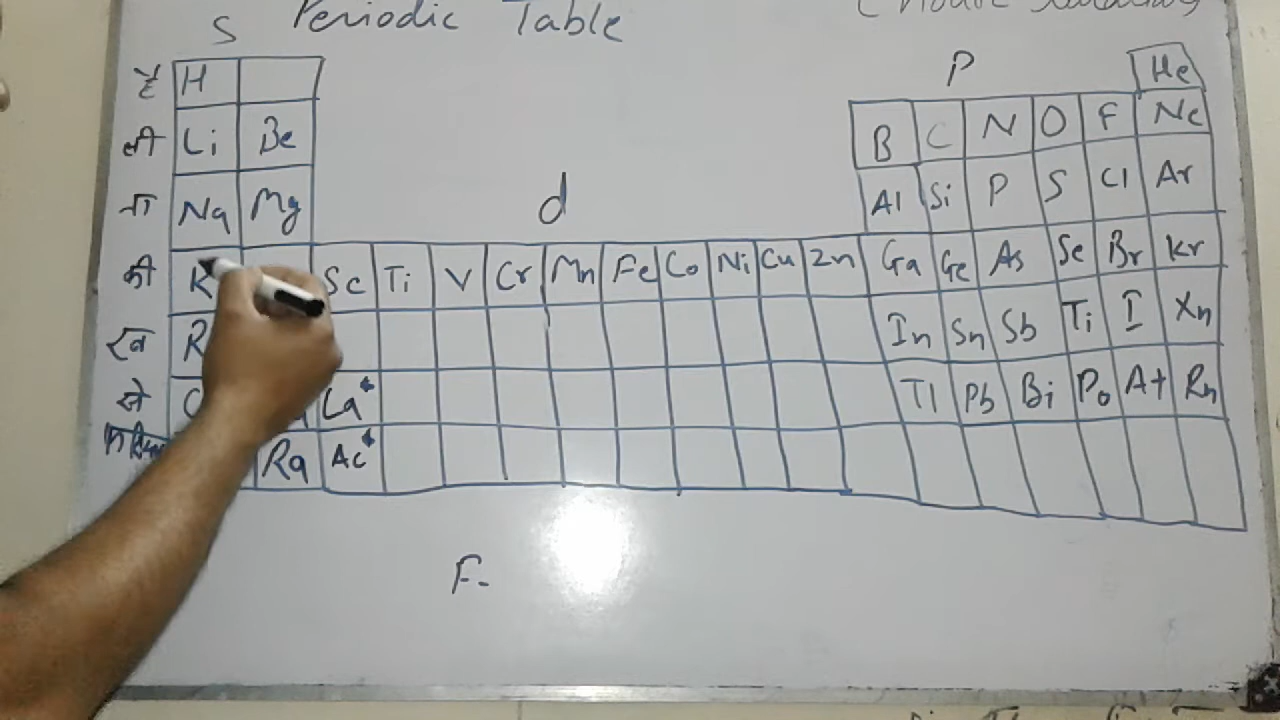 S Periodic Table
P He
हे H
ली Li Be B C N O F Ne
ना Na Mg d Al Si P S Cl Ar
की K Sc Ti V Cr Mn Fe Co Ni Cu Zn Ga Ge As Se Br Kr
रब R In Sn Sb Ti I Xn
से C La* Tl Pb Bi Po At Rn
Ra Ac*
F-